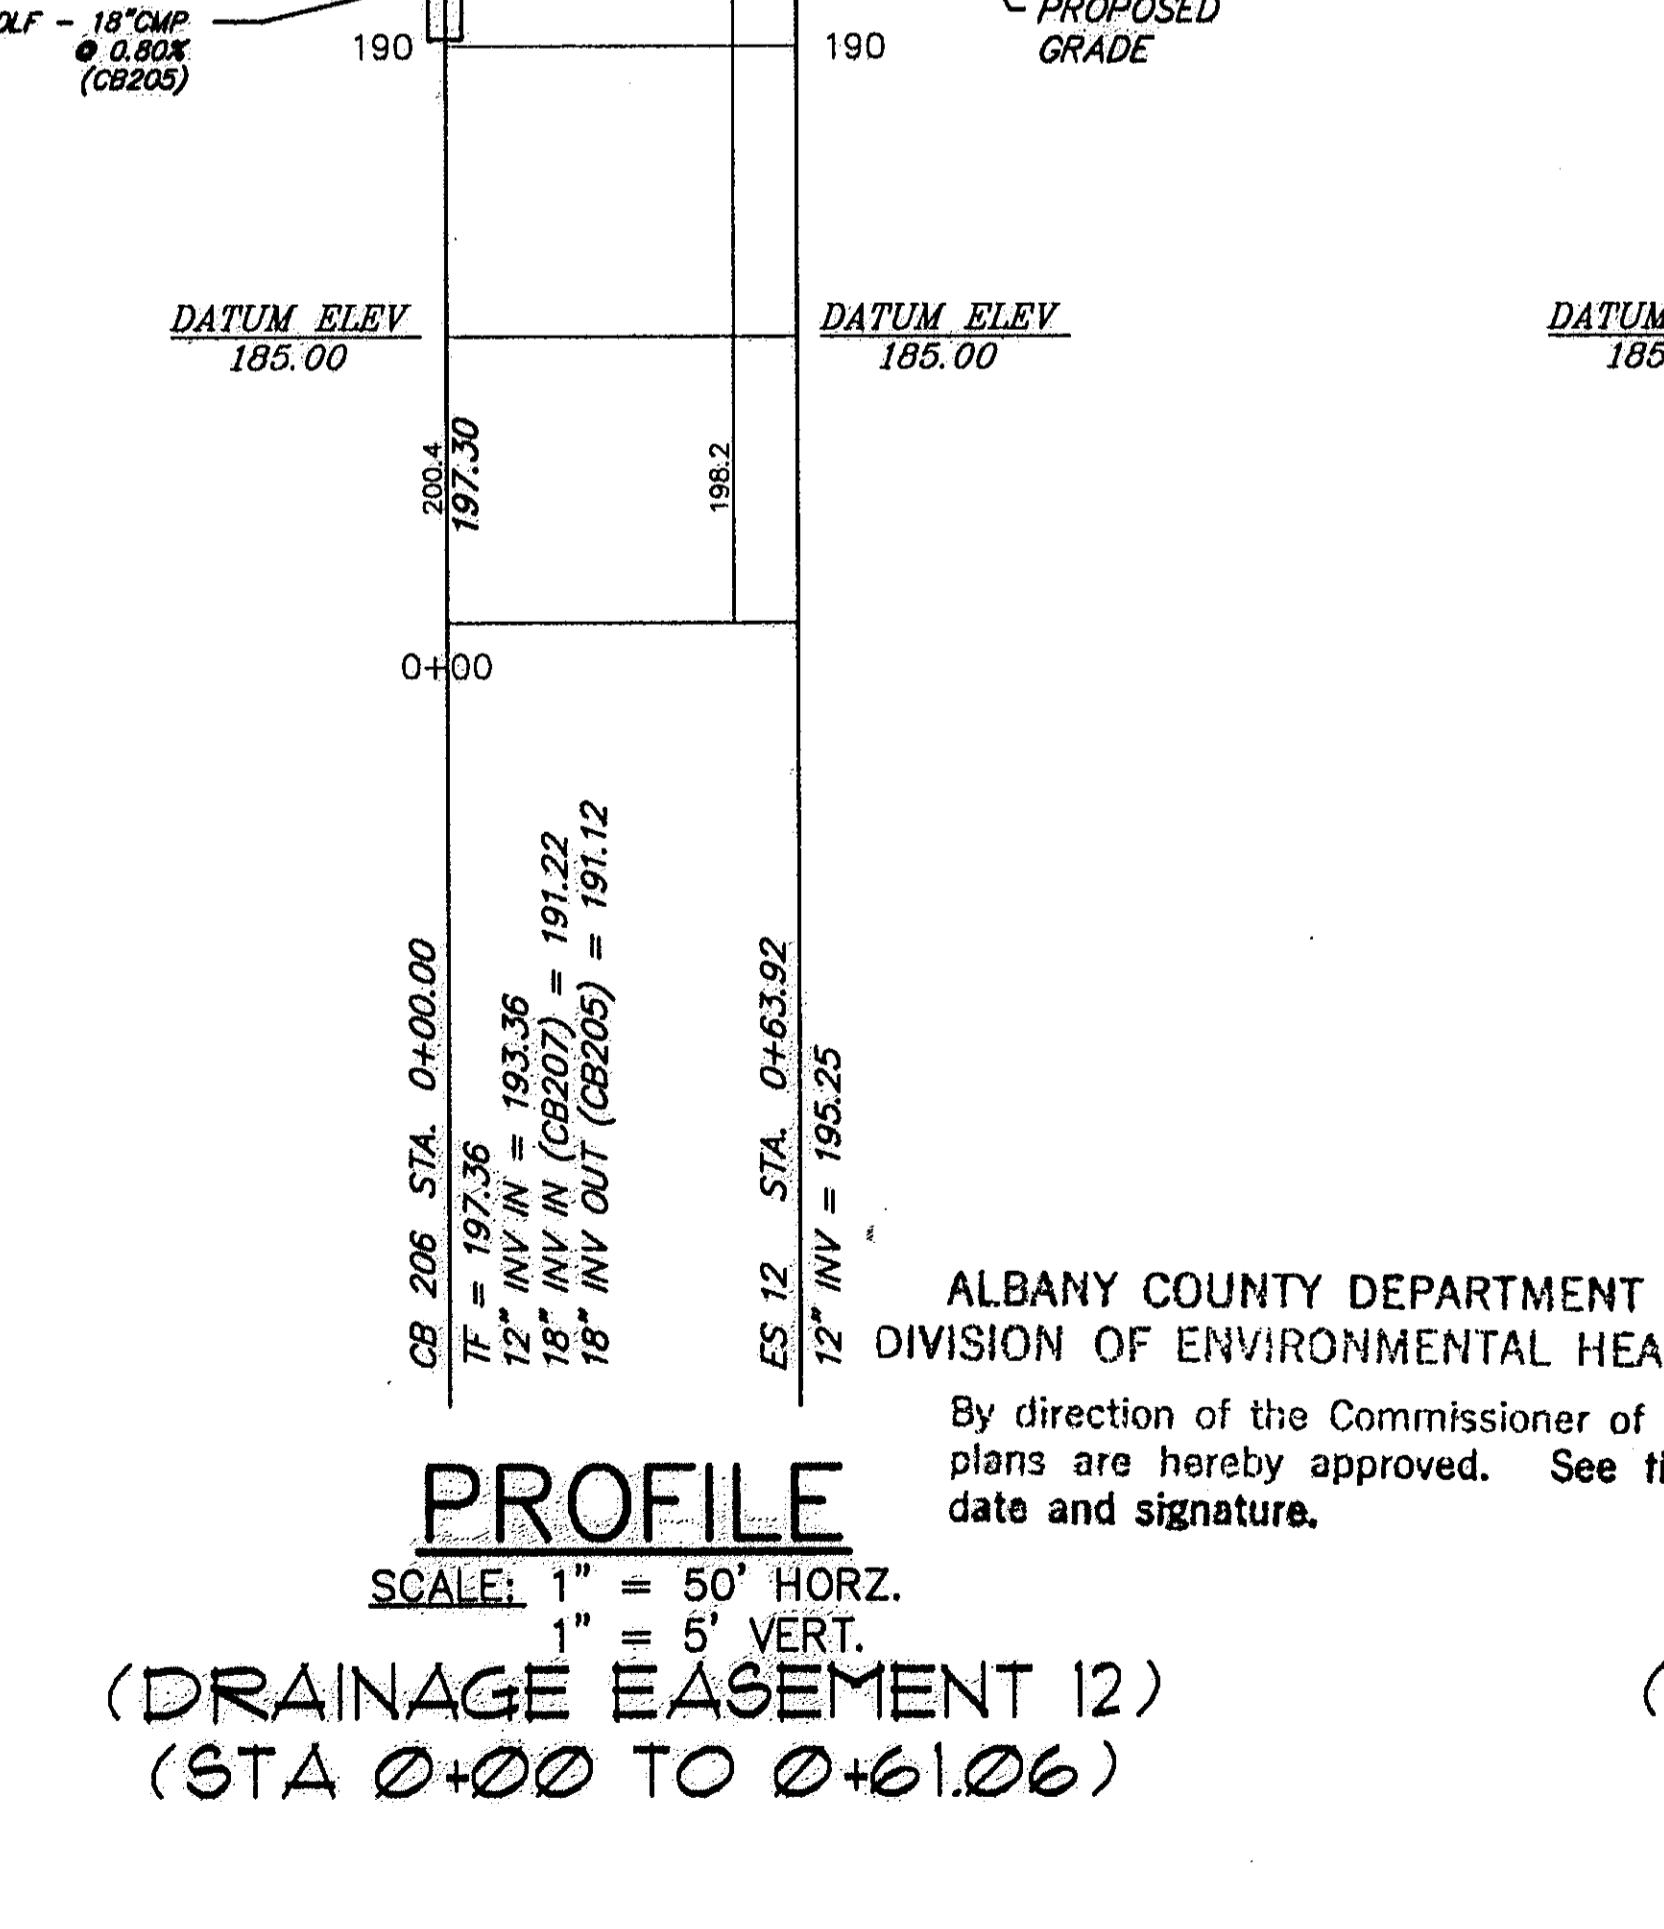 18"CMP
@ 0.80%
(CB205)
190
190
PROPOSED
GRADE
DATUM ELEV
185.00
DATUM ELEV
185.00
DATUM
185
200.4
197.30
198.2
0+00
CB 206 STA. 0+00.00
TF = 197.36
12" INV IN = 193.36
18" INV IN (CB207) = 191.22
18" INV OUT (CB205) = 191.12
ES 12 STA. 0+63.92
12" INV = 195.25
ALBANY COUNTY DEPARTMENT
DIVISION OF ENVIRONMENTAL HEA
By direction of the Commissioner of
plans are hereby approved. See ti
date and signature.
PROFILE
SCALE: 1" = 50' HORZ.
1" = 5' VERT.
(DRAINAGE EASEMENT 12)
(STA 0+00 TO 0+61.06)